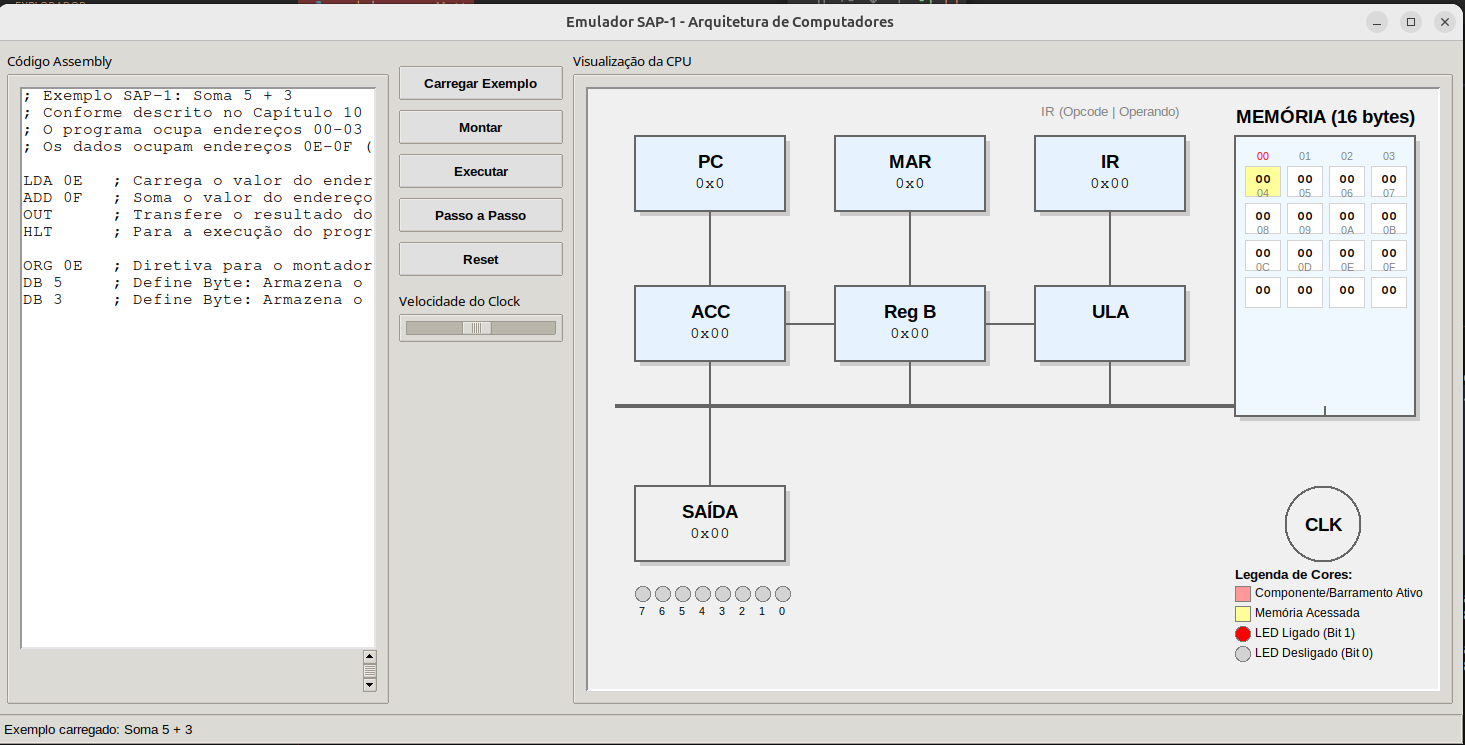 Emulador SAP-1 - Arquitetura de Computadores
Código Assembly
; Exemplo SAP-1: Soma 5 + 3
; Conforme descrito no Capítulo 10
; O programa ocupa endereços 00-03
; Os dados ocupam endereços 0E-0F (
LDA 0E ; Carrega o valor do ender
ADD 0F ; Soma o valor do endereço
OUT ; Transfere o resultado do
HLT ; Para a execução do progr
ORG 0E ; Diretiva para o montador
DB 5 ; Define Byte: Armazena o
DB 3 ; Define Byte: Armazena o
Carregar Exemplo
Montar
Executar
Passo a Passo
Reset
Velocidade do Clock
Visualização da CPU
IR (Opcode | Operando)
PC
0x0
MAR
0x0
IR
0x00
ACC
0x00
Reg B
0x00
ULA
SAÍDA
0x00
7 6 5 4 3 2 1 0
MEMÓRIA (16 bytes)
00 01 02 03
00 00 00 00
04 05 06 07
00 00 00 00
08 09 0A 0B
00 00 00 00
0C 0D 0E 0F
00 00 00 00
CLK
Legenda de Cores:
Componente/Barramento Ativo
Memória Acessada
LED Ligado (Bit 1)
LED Desligado (Bit 0)
Exemplo carregado: Soma 5 + 3